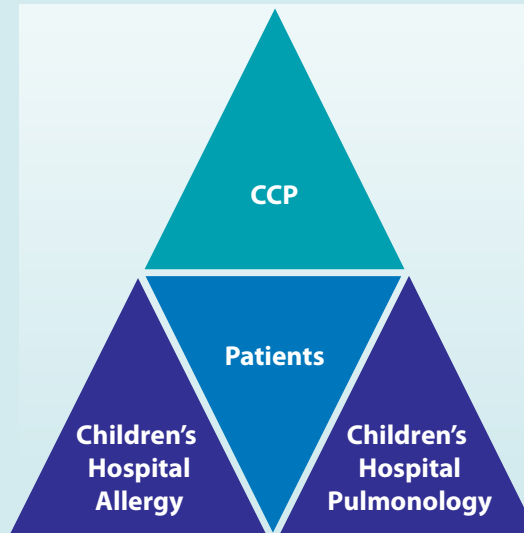 CCP
Patients
Children’s
Hospital
Allergy
Children’s
Hospital
Pulmonology